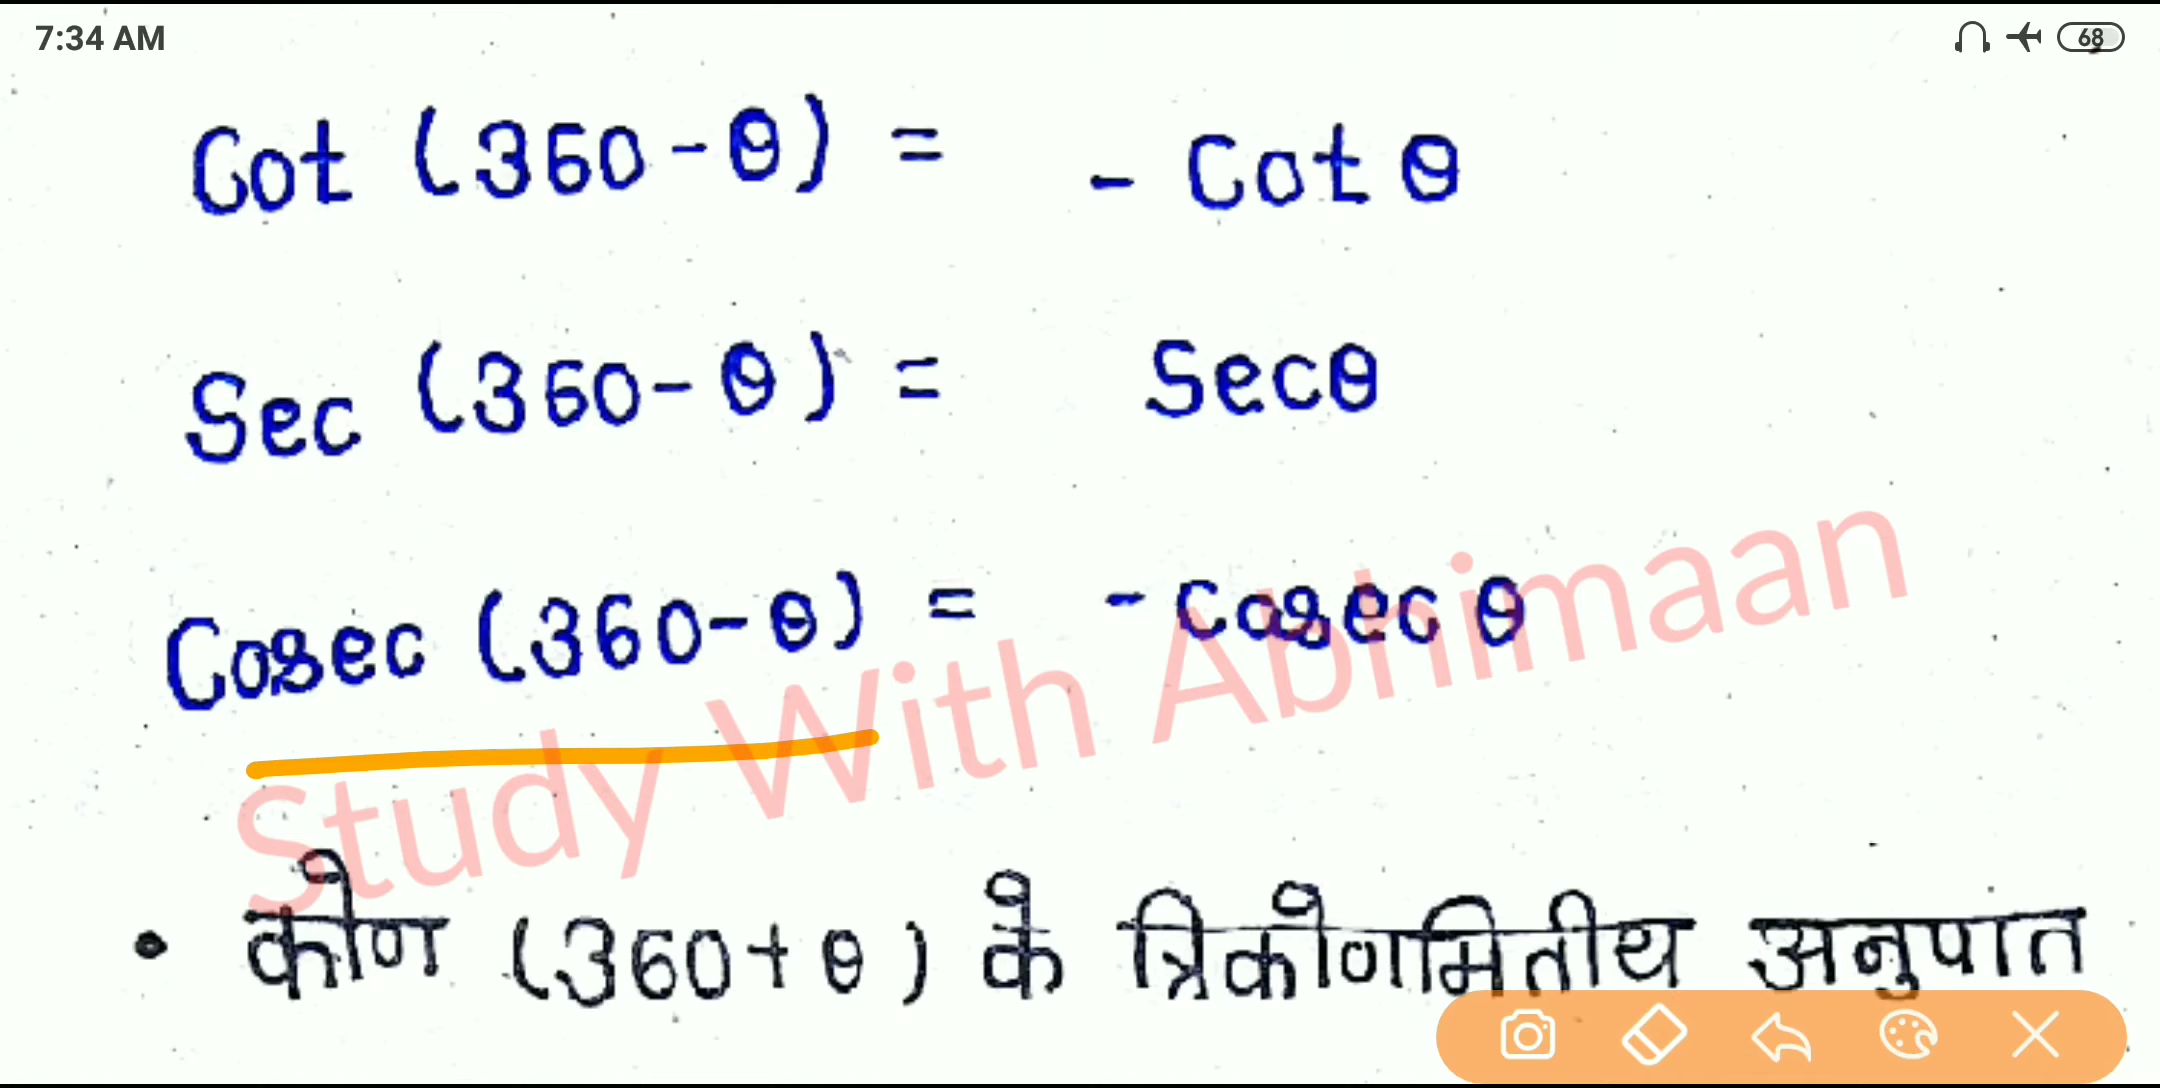 7:34 AM 68
Cot (360-θ) = - Cot θ
Sec (360-θ) = Secθ
Cosec (360-θ) = - Cosec θ
Study With Abhimaan
• कोण (360+θ) के त्रिकोणमितीय अनुपात